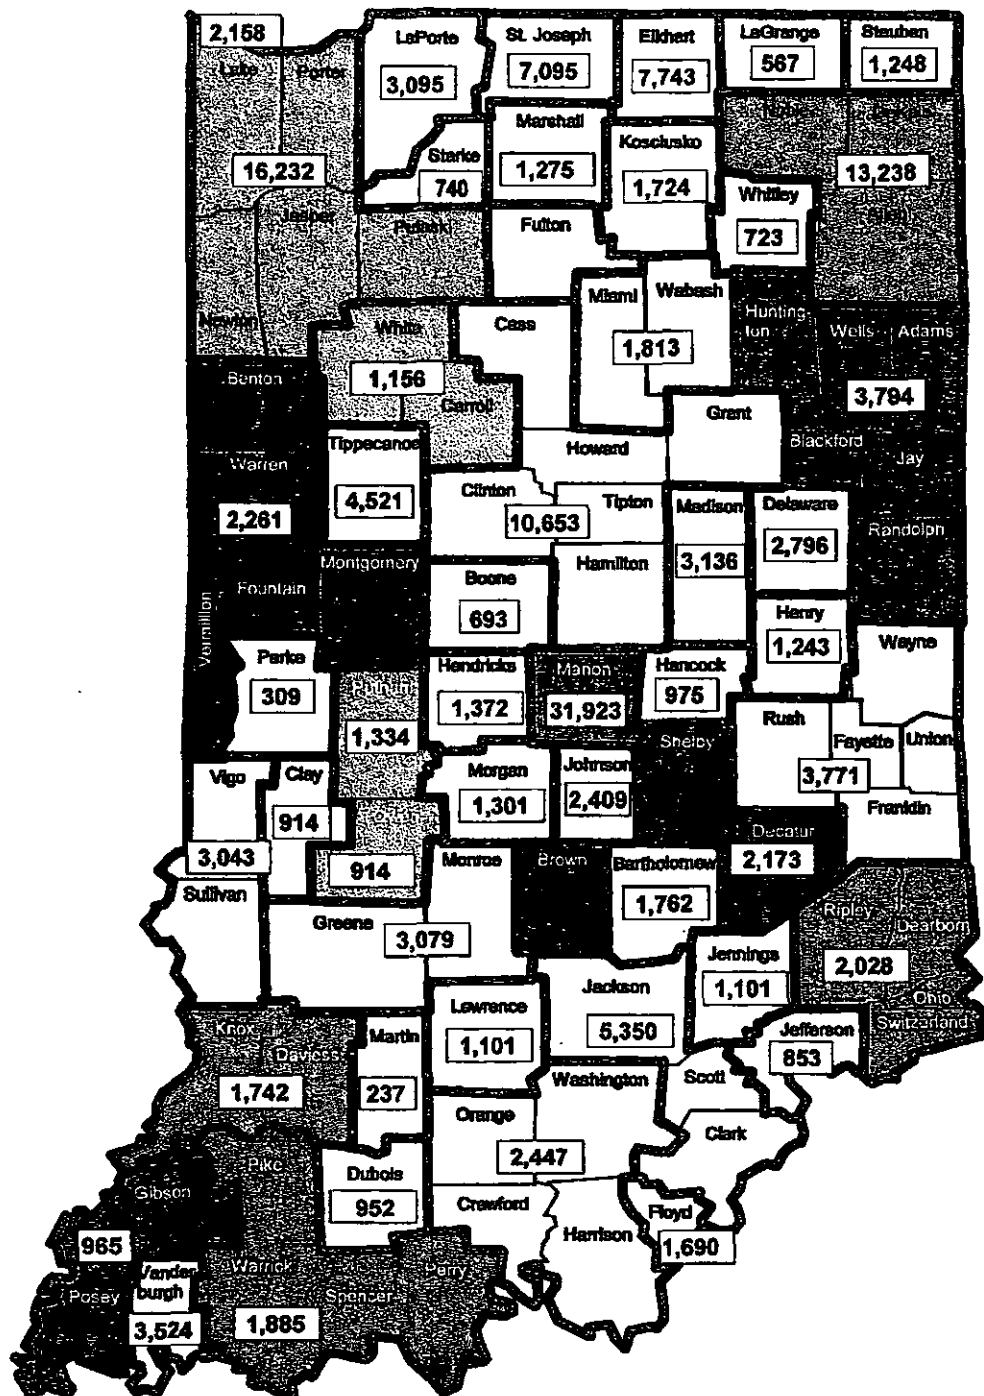 2,158
LaPorte
St. Joseph
Elkhart
LaGrange
Steuben
3,095
7,095
7,743
567
1,248
Lake
Porter
Marshall
Kosciusko
Starke
16,232
740
1,275
1,724
13,238
Whitley
Allen
723
Jasper
Pulaski
Fulton
Newton
White
Cass
Miami
Wabash
Hunting
ton
Wells
Adams
1,813
1,156
3,794
Benton
Carroll
Grant
Tippecanoe
Howard
Blackford
Jay
Warren
Clinton
Tipton
Madison
Delaware
4,521
2,261
10,653
Randolph
2,796
Montgomery
Boone
Hamilton
3,136
Fountain
693
Henry
Vermillion
1,243
Wayne
Parke
Hendricks
Marion
Hancock
309
Putnam
1,372
31,923
975
1,334
Rush
Fayette
Union
Shelby
Vigo
Clay
Morgan
Johnson
3,771
914
1,301
2,409
Franklin
3,043
914
Monroe
Brown
Bartholomew
Decatur
2,173
Sullivan
1,762
Ripley
Dearborn
Greene
3,079
Jennings
2,028
Jackson
1,101
Ohio
Knox
Daviess
Martin
Lawrence
5,350
Jefferson
Switzerland
1,101
853
1,742
237
Washington
Scott
Orange
Clark
Pike
Dubois
2,447
Gibson
952
Crawford
Floyd
Harrison
965
1,690
Posey
Vander
burgh
Warrick
Spencer
Perry
3,524
1,885